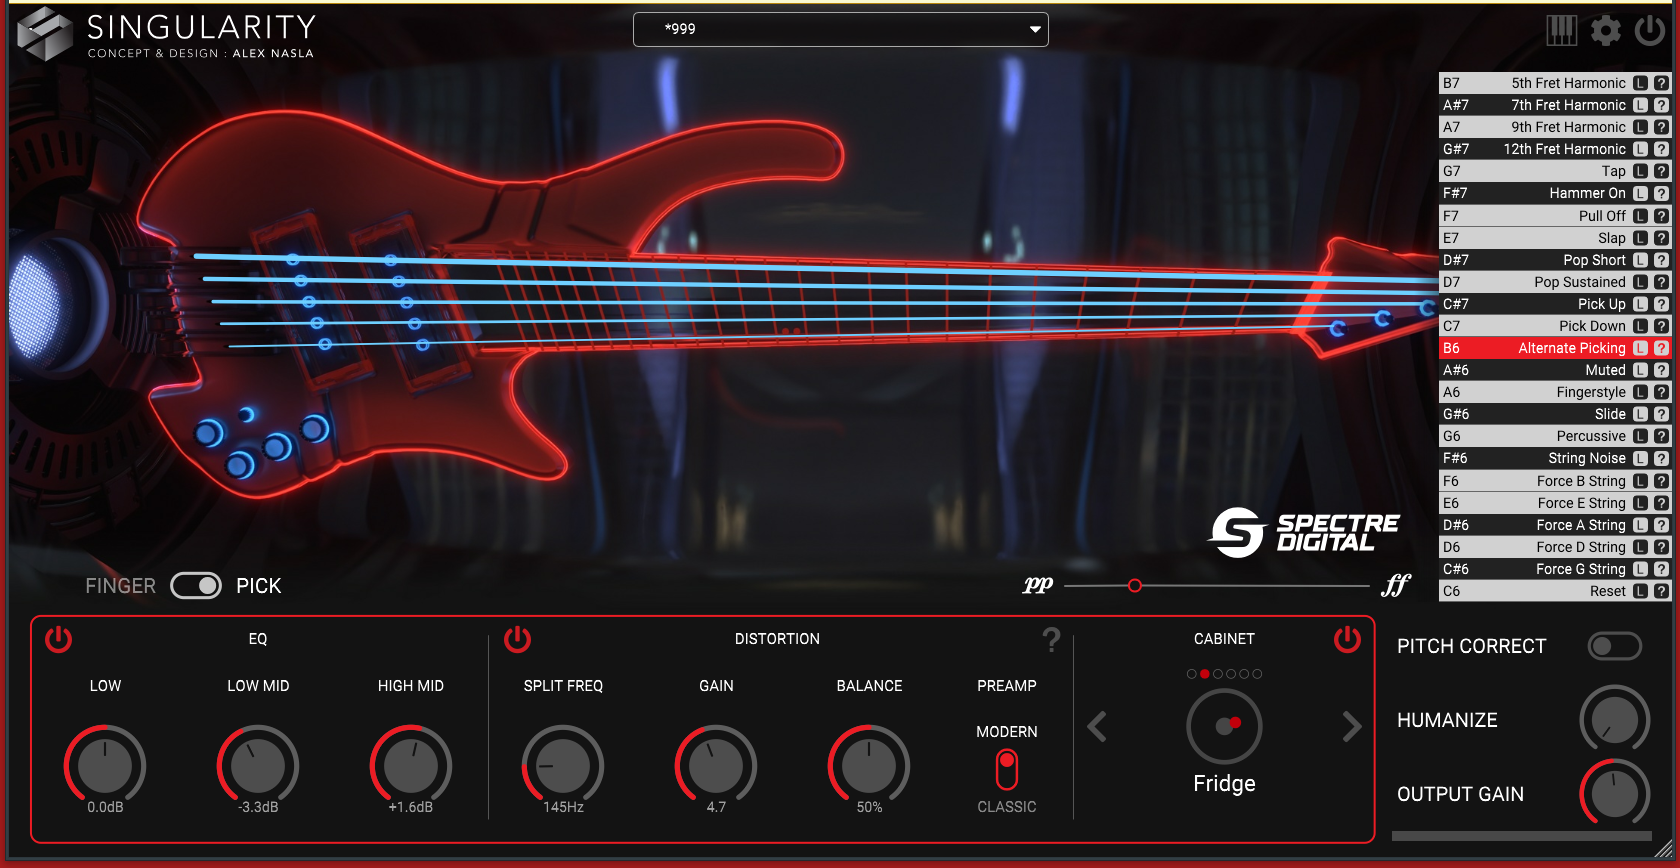 SINGULARITY
CONCEPT & DESIGN : ALEX NASLA
*999
B7 5th Fret Harmonic L ?
A#7 7th Fret Harmonic L ?
A7 9th Fret Harmonic L ?
G#7 12th Fret Harmonic L ?
G7 Tap L ?
F#7 Hammer On L ?
F7 Pull Off L ?
E7 Slap L ?
D#7 Pop Short L ?
D7 Pop Sustained L ?
C#7 Pick Up L ?
C7 Pick Down L ?
B6 Alternate Picking L ?
A#6 Muted L ?
A6 Fingerstyle L ?
G#6 Slide L ?
G6 Percussive L ?
F#6 String Noise L ?
F6 Force B String L ?
E6 Force E String L ?
D#6 Force A String L ?
D6 Force D String L ?
C#6 Force G String L ?
C6 Reset L ?
SPECTRE
DIGITAL
FINGER PICK
pp ff
EQ
LOW LOW MID HIGH MID
0.0dB -3.3dB +1.6dB
DISTORTION ?
SPLIT FREQ GAIN BALANCE PREAMP
MODERN
CLASSIC
145Hz 4.7 50%
CABINET
Fridge
PITCH CORRECT
HUMANIZE
OUTPUT GAIN